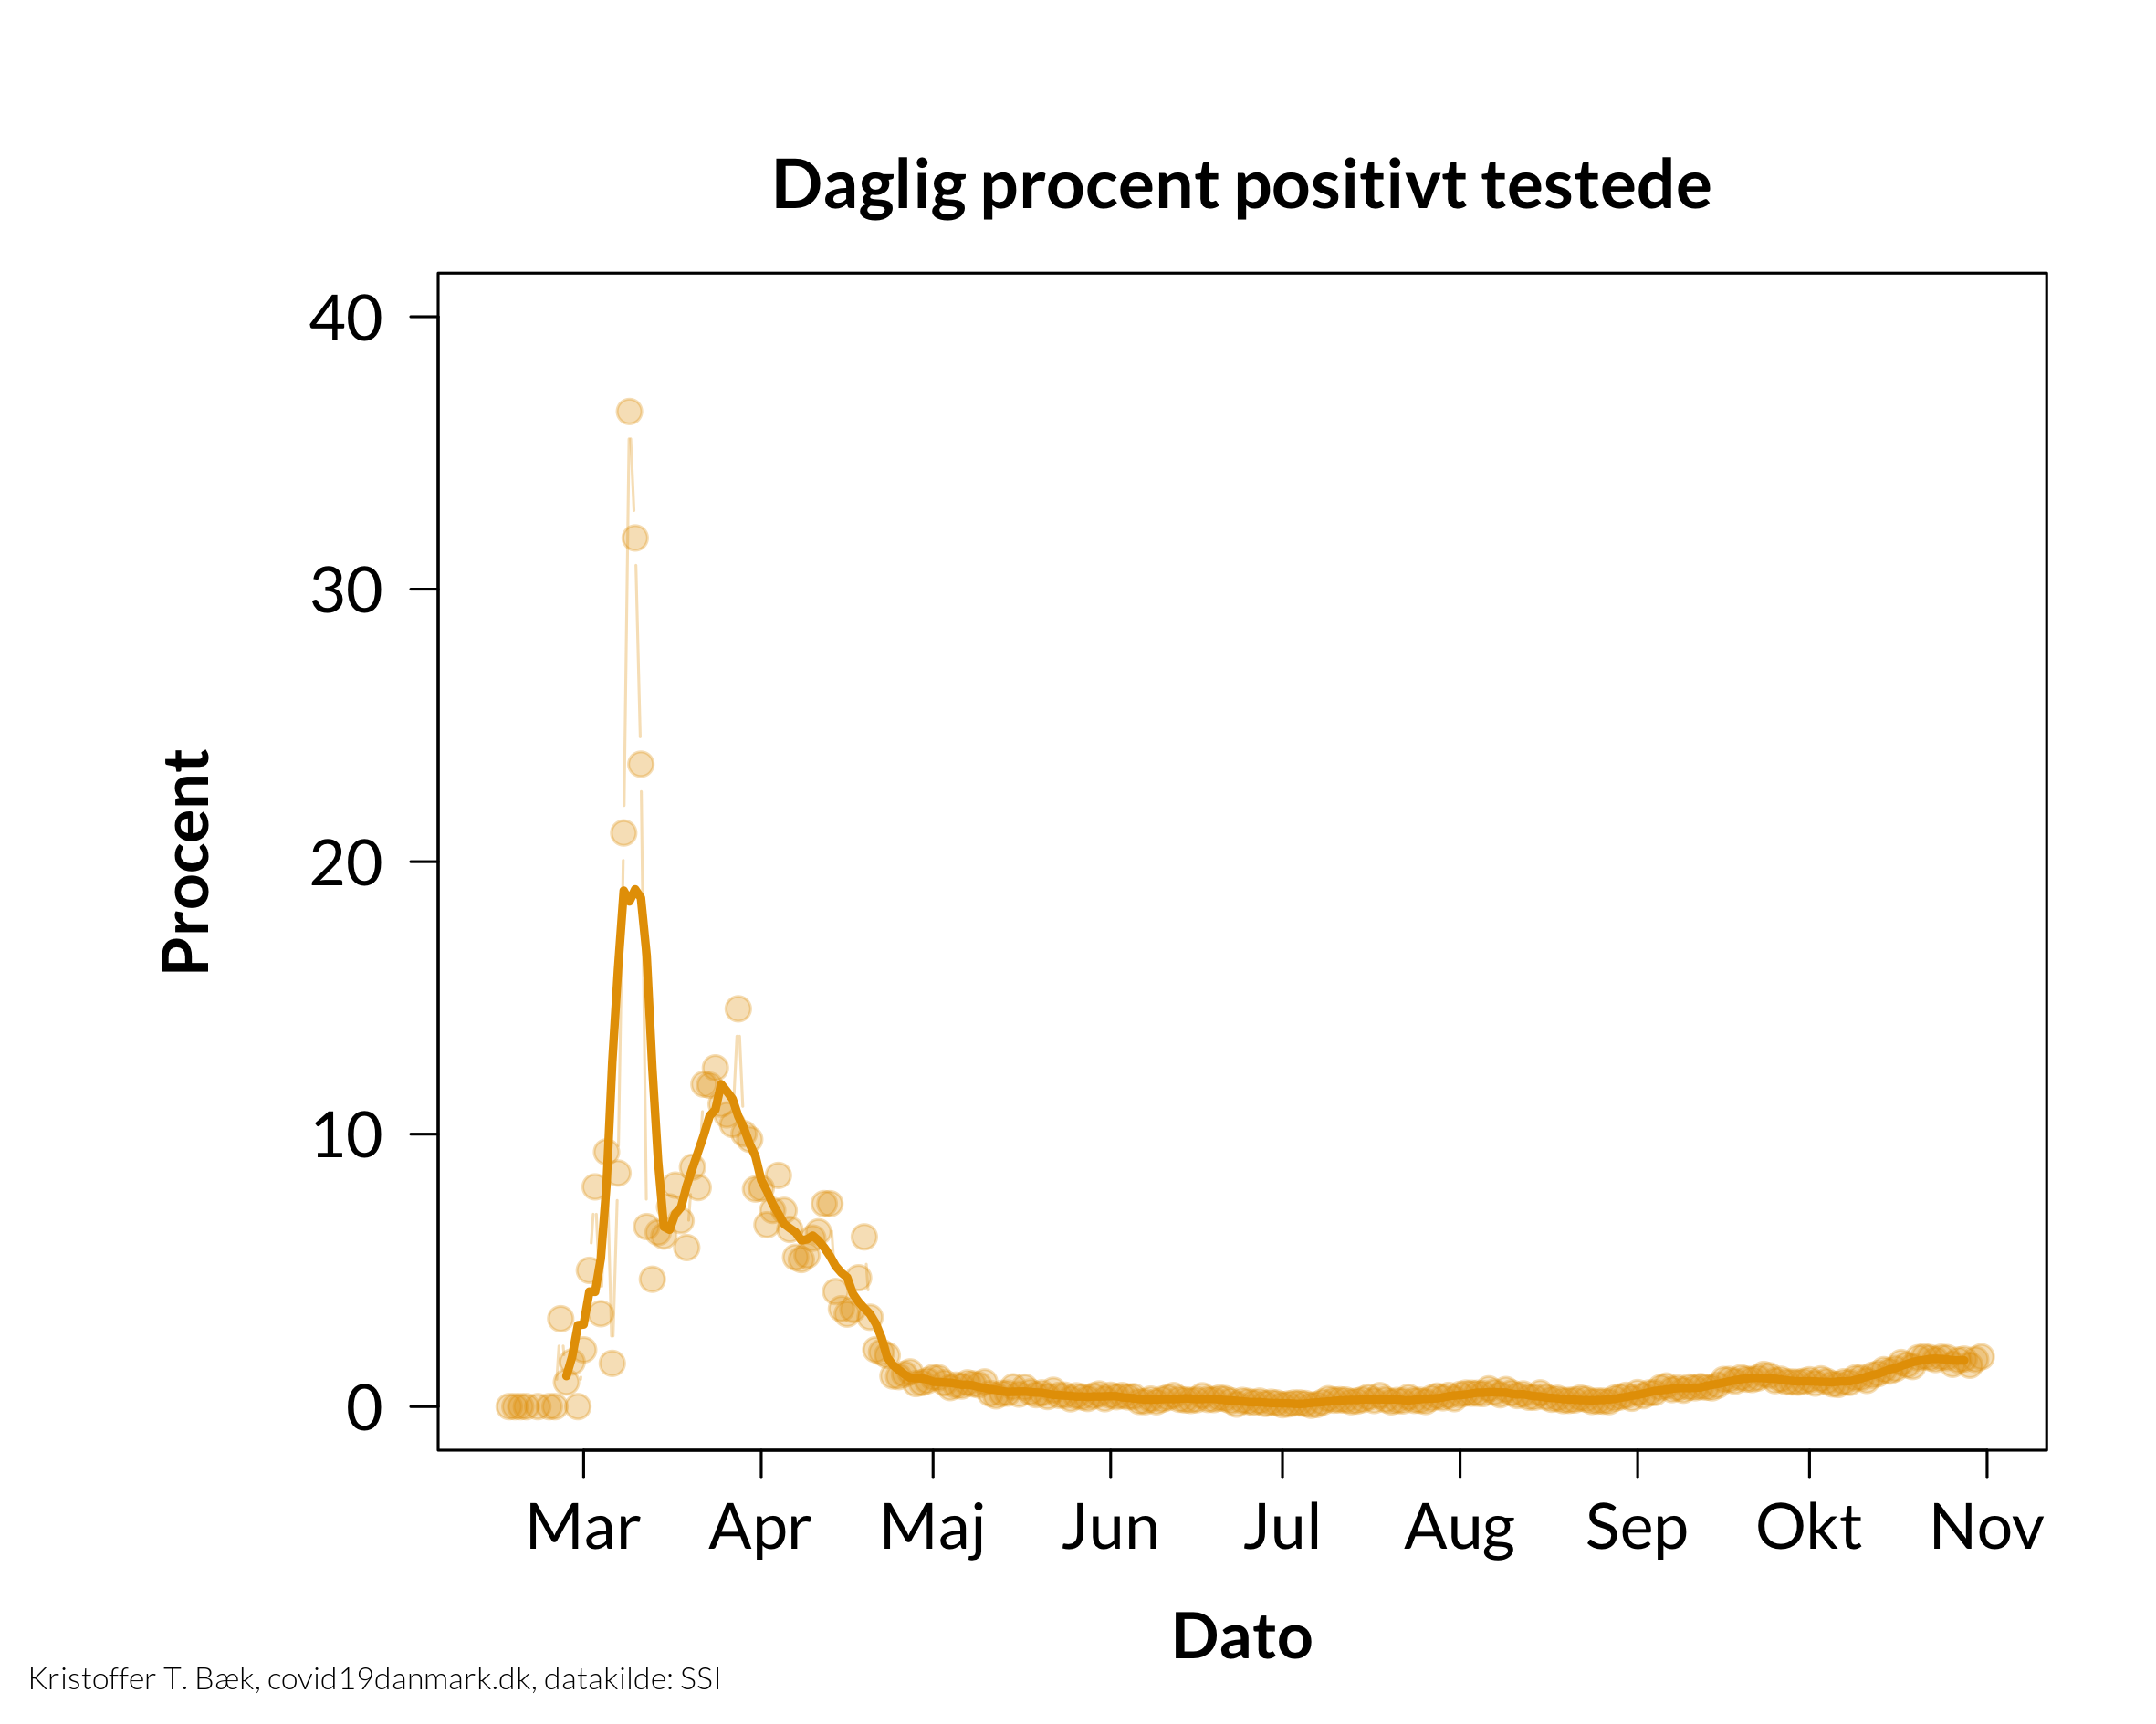 Daglig procent positivt testede
40
30
20
10
0
Procent
Mar Apr Maj Jun Jul Aug Sep Okt Nov
Dato
Kristoffer T. Bæk, covid19danmark.dk, datakilde: SSI